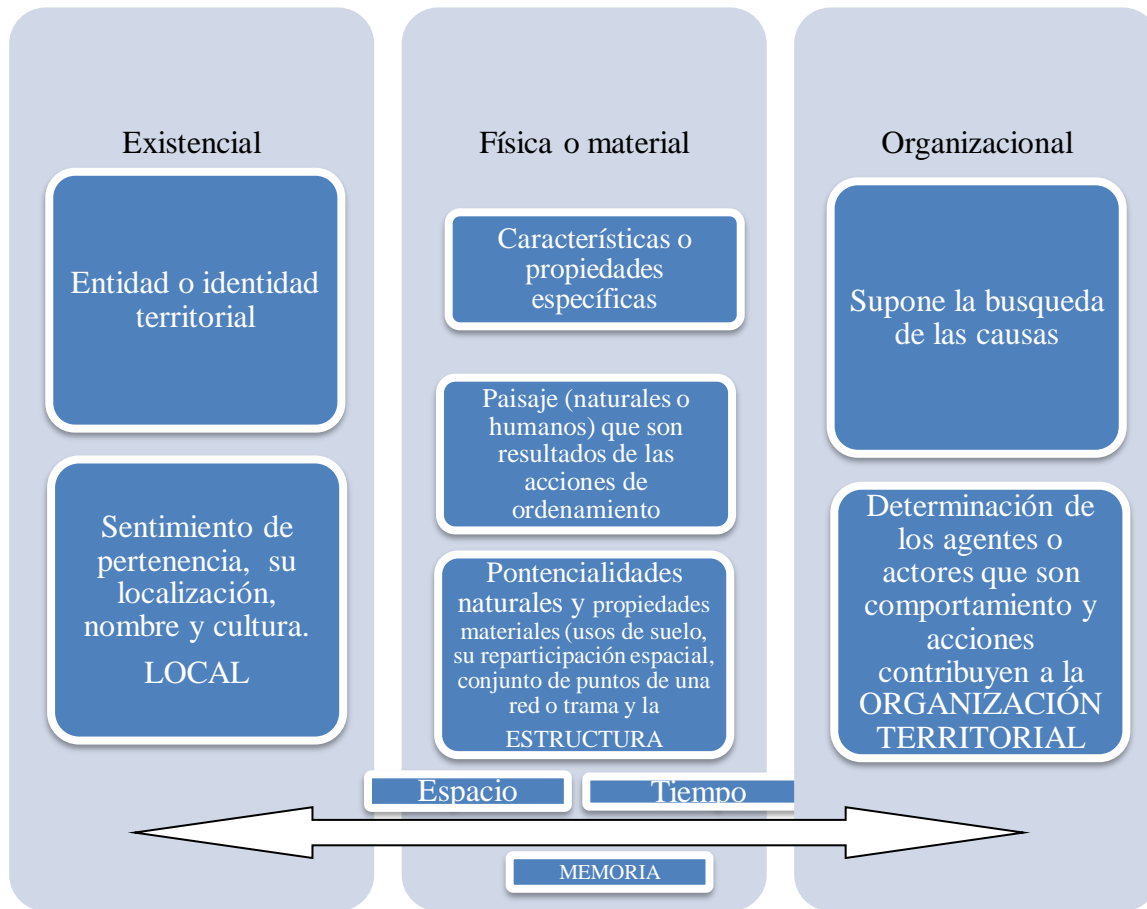 Existencial
Entidad o identidad
territorial
Sentimiento de
pertenencia, su
localización,
nombre y cultura.
LOCAL
Física o material
Características o
propiedades
específicas
Paisaje (naturales o
humanos) que son
resultados de las
acciones de
ordenamiento
Pontencialidades
naturales y propiedades
materiales (usos de suelo,
su reparticipación espacial,
conjunto de puntos de una
red o trama y la
ESTRUCTURA
Organizacional
Supone la busqueda
de las causas
Determinación de
los agentes o
actores que son
comportamiento y
acciones
contribuyen a la
ORGANIZACIÓN
TERRITORIAL
Espacio
Tiempo
MEMORIA